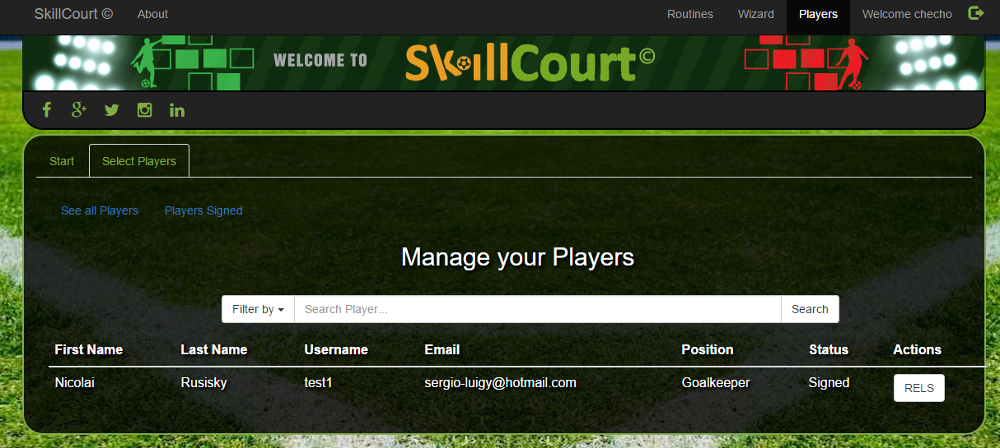 SkillCourt © About Routines Wizard Players Welcome checho
WELCOME TO SkillCourt©
Start Select Players
See all Players Players Signed
Manage your Players
Filter by Search Player... Search
First Name Last Name Username Email Position Status Actions
Nicolai Rusisky test1 sergio-luigy@hotmail.com Goalkeeper Signed RELS